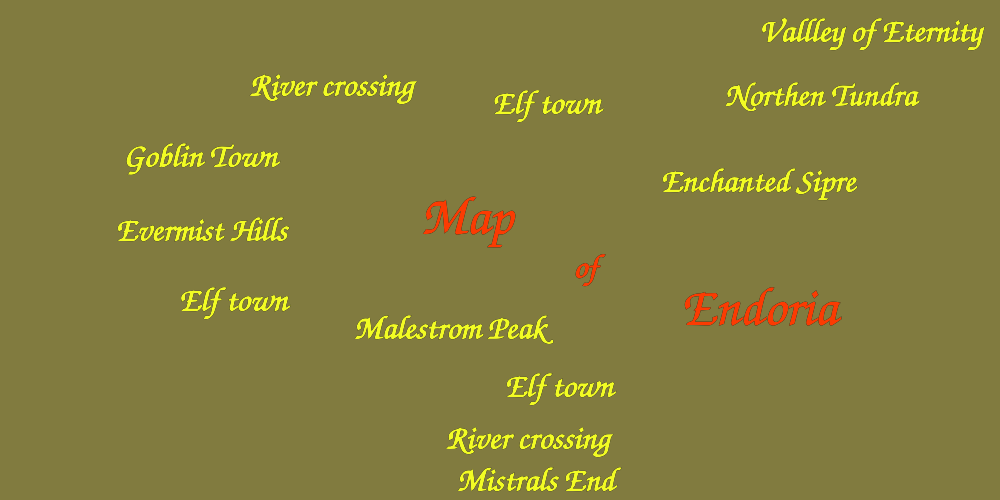 Vallley of Eternity
River crossing
Elf town
Northen Tundra
Goblin Town
Enchanted Sipre
Map
Evermist Hills
of
Elf town
Endoria
Malestrom Peak
Elf town
River crossing
Mistrals End